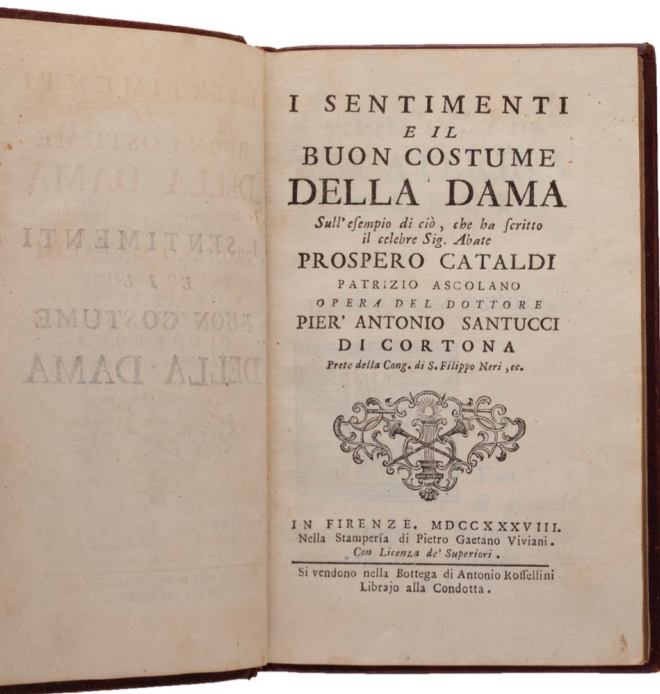 I SENTIMENTI
E IL
BUON COSTUME
DELLA DAMA
Sull' eſempio di ciò, che ha ſcritto
il celebre Sig. Abate
PROSPERO CATALDI
PATRIZIO ASCOLANO
OPERA DEL DOTTORE
PIER' ANTONIO SANTUCCI
DI CORTONA
Prete della Cong. di S. Filippo Neri, ec.
IN FIRENZE. MDCCXXXVIII.
Nella Stampería di Pietro Gaetano Viviani.
Con Licenza de' Superiori.
Si vendono nella Bottega di Antonio Roſſellini
Librajo alla Condotta.